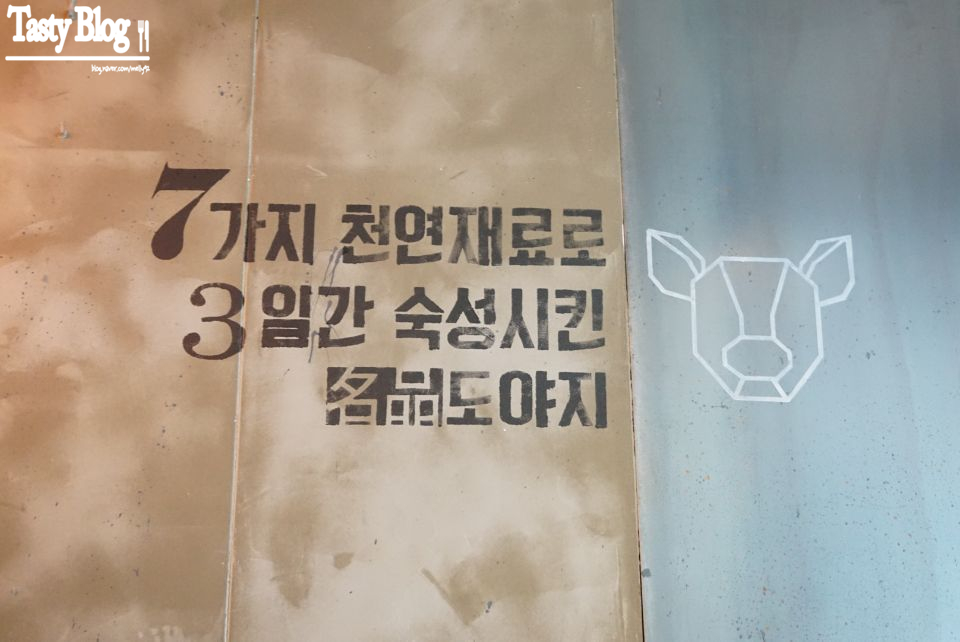 Tasty Blog
7가지 천연재료로
3일간 숙성시킨
名品도야지